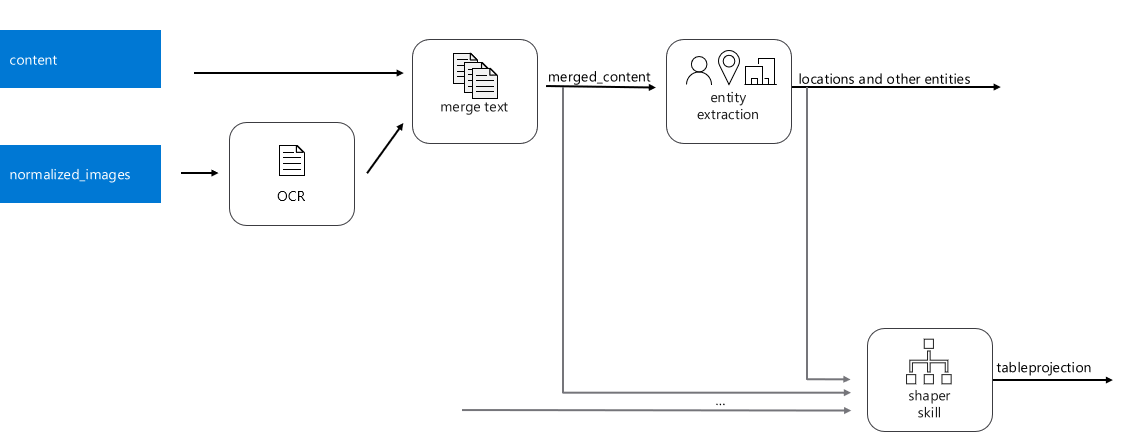 content
merge text
merged_content
entity
extraction
locations and other entities
normalized_images
OCR
...
shaper
skill
tableprojection